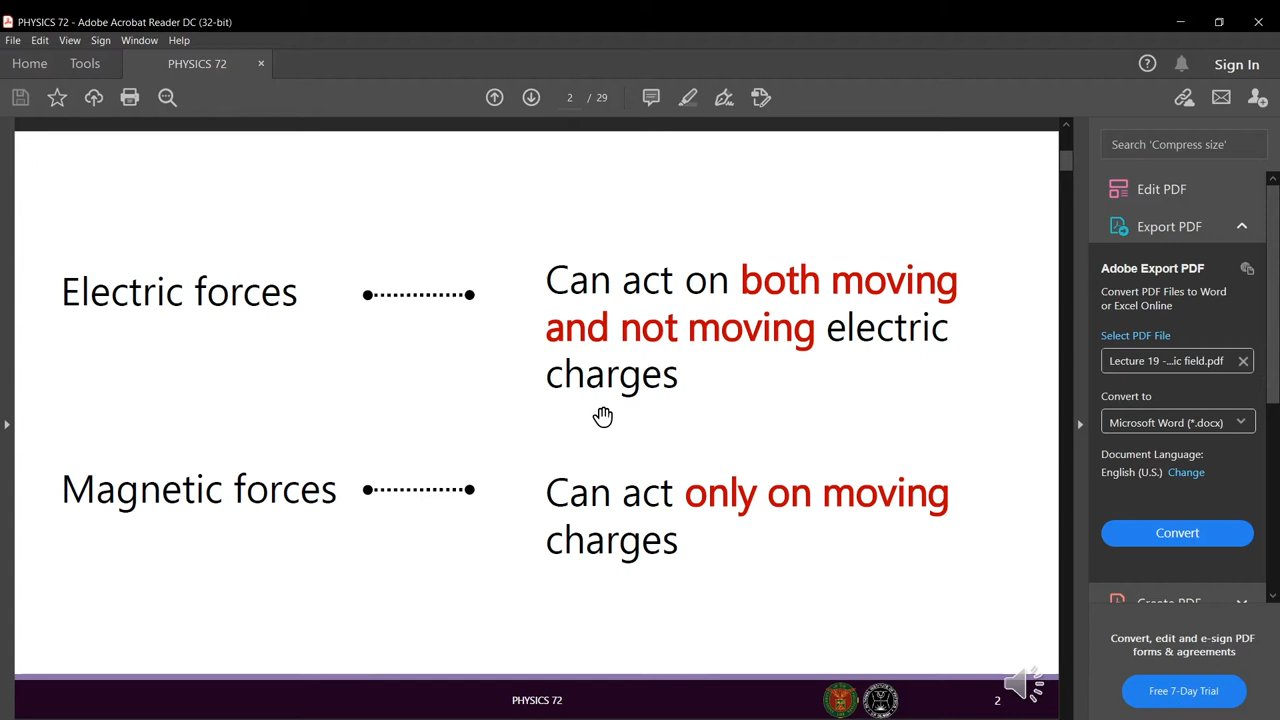 PHYSICS 72 - Adobe Acrobat Reader DC (32-bit)
File Edit View Sign Window Help
Home Tools PHYSICS 72 ×
Sign In
2 / 29
Search 'Compress size'
Edit PDF
Export PDF
Adobe Export PDF
Convert PDF Files to Word
or Excel Online
Select PDF File
Lecture 19 -...ic field.pdf
Convert to
Microsoft Word (*.docx)
Document Language:
English (U.S.) Change
Convert
Create PDF
Convert, edit and e-sign PDF
forms & agreements
Free 7-Day Trial
Electric forces
Can act on both moving
and not moving electric
charges
Magnetic forces
Can act only on moving
charges
PHYSICS 72
2